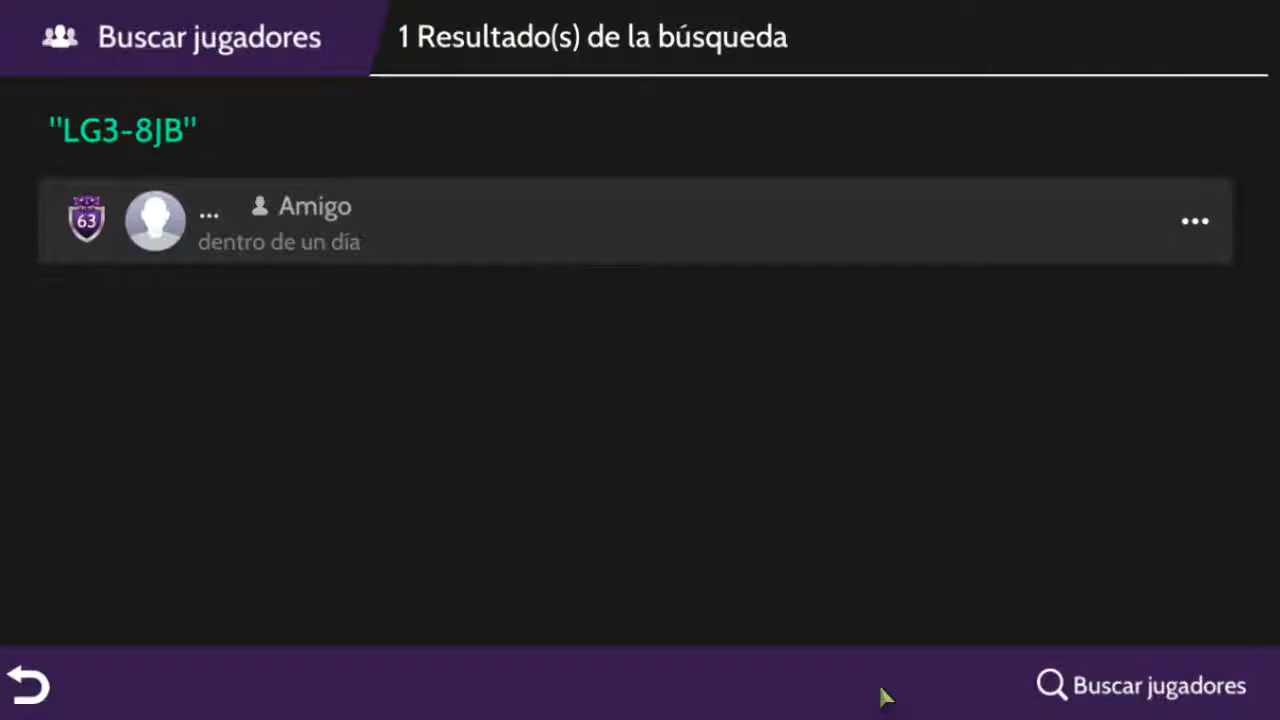 Buscar jugadores
1 Resultado(s) de la búsqueda
"LG3-8JB"
63
... Amigo
dentro de un día
Buscar jugadores